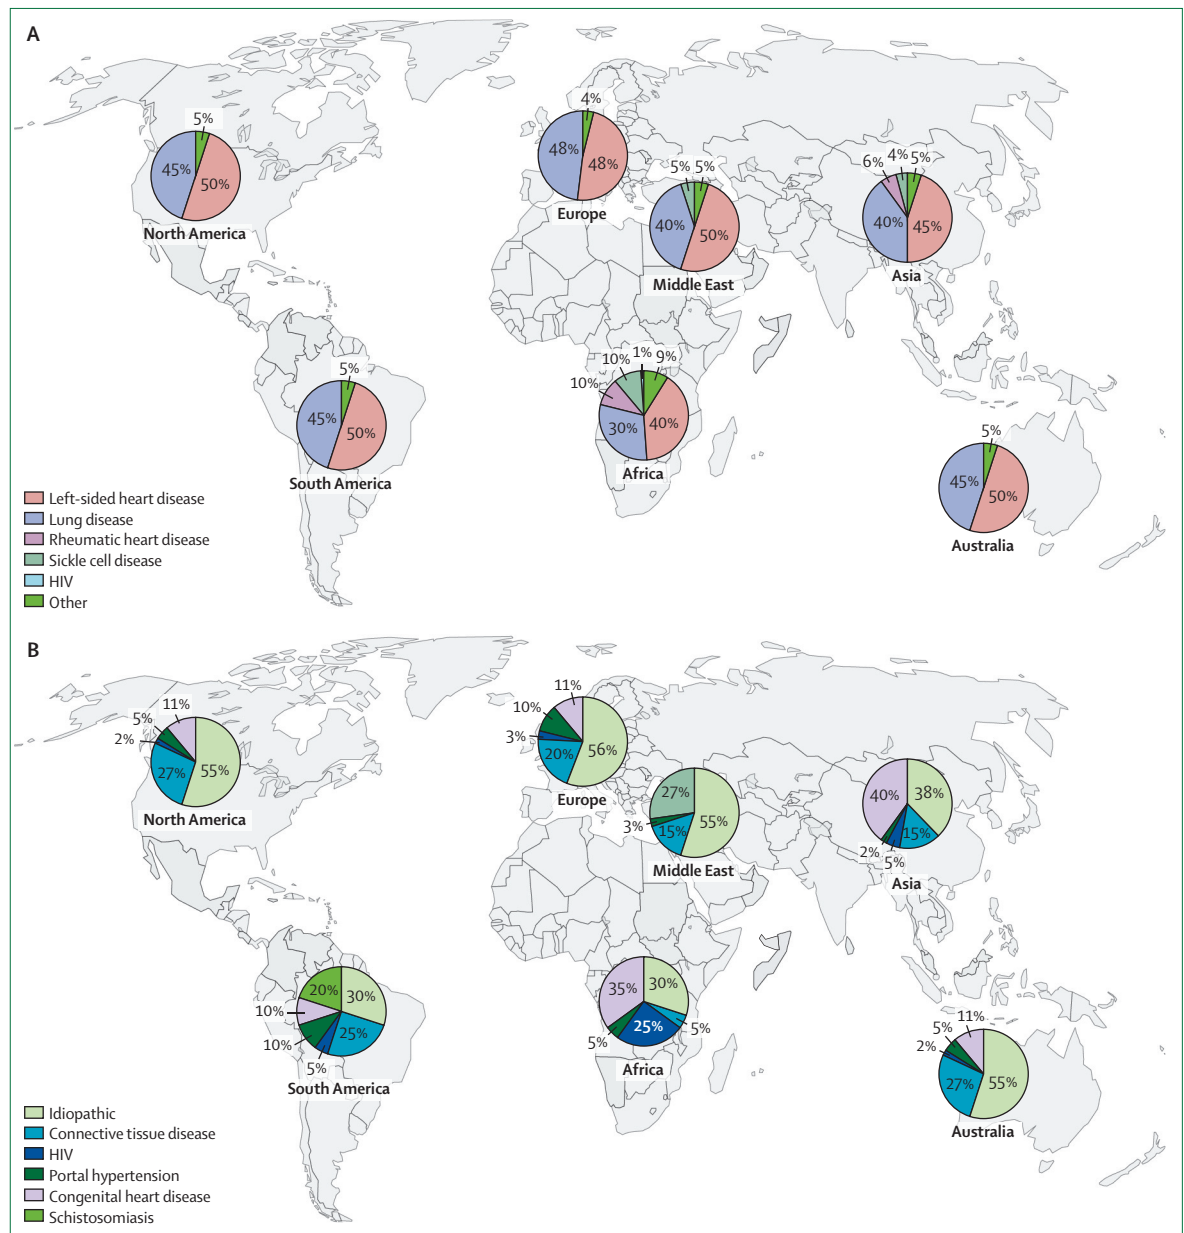 A
5%
45%
50%
North America
4%
48%
48%
Europe
5% 5%
40%
50%
Middle East
6% 4% 5%
40%
45%
Asia
5%
45%
50%
South America
10% 1% 9%
10%
30%
40%
Africa
5%
45%
50%
Australia
Left-sided heart disease
Lung disease
Rheumatic heart disease
Sickle cell disease
HIV
Other
B
11%
5%
2%
27%
55%
North America
11%
10%
3%
20%
56%
Europe
27%
3%
15%
55%
Middle East
40%
38%
15%
2%
5%
Asia
20%
30%
10%
25%
10%
5%
South America
35%
30%
5%
25%
5%
Africa
11%
5%
2%
27%
55%
Australia
Idiopathic
Connective tissue disease
HIV
Portal hypertension
Congenital heart disease
Schistosomiasis